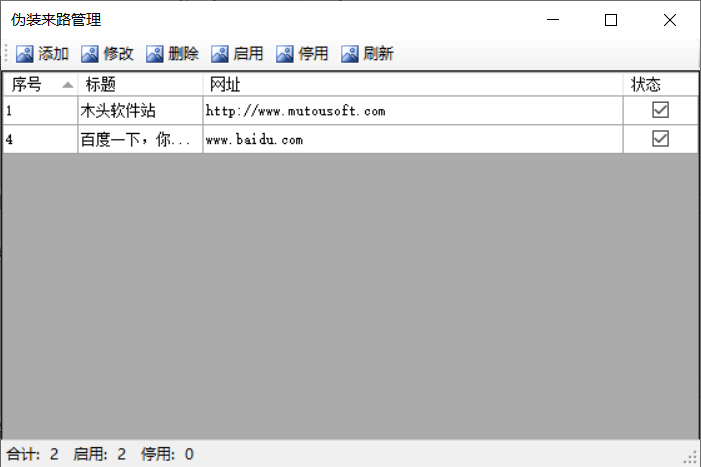 伪装来路管理
添加 修改 删除 启用 停用 刷新
序号 标题 网址 状态
1 木头软件站 http://www.mutousoft.com
4 百度一下，你... www.baidu.com
合计: 2 启用: 2 停用: 0